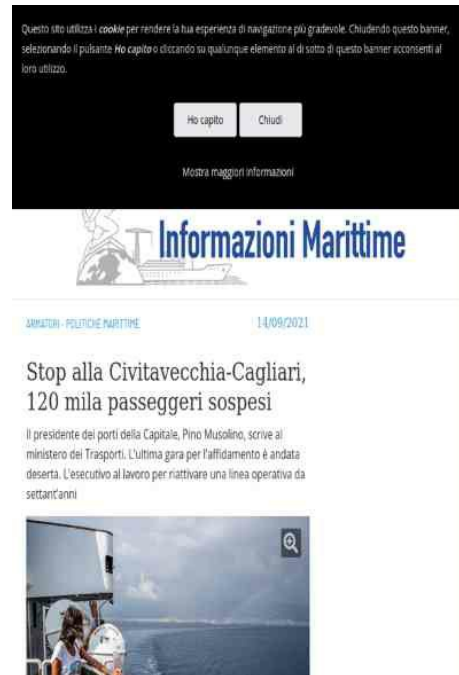 Questo sito utilizza i cookie per rendere la tua esperienza di navigazione più gradevole. Chiudendo questo banner,
selezionando il pulsante Ho capito o cliccando su qualunque elemento al di sotto di questo banner acconsenti al
loro utilizzo.
Ho capito
Chiudi
Mostra maggiori informazioni
Informazioni Marittime
ARMATORI - POLITICHE MARITTIME
14/09/2021
Stop alla Civitavecchia-Cagliari,
120 mila passeggeri sospesi
Il presidente dei porti della Capitale, Pino Musolino, scrive al
ministero dei Trasporti. L'ultima gara per l'affidamento è andata
deserta. L'esecutivo al lavoro per riattivare una linea operativa da
settant'anni